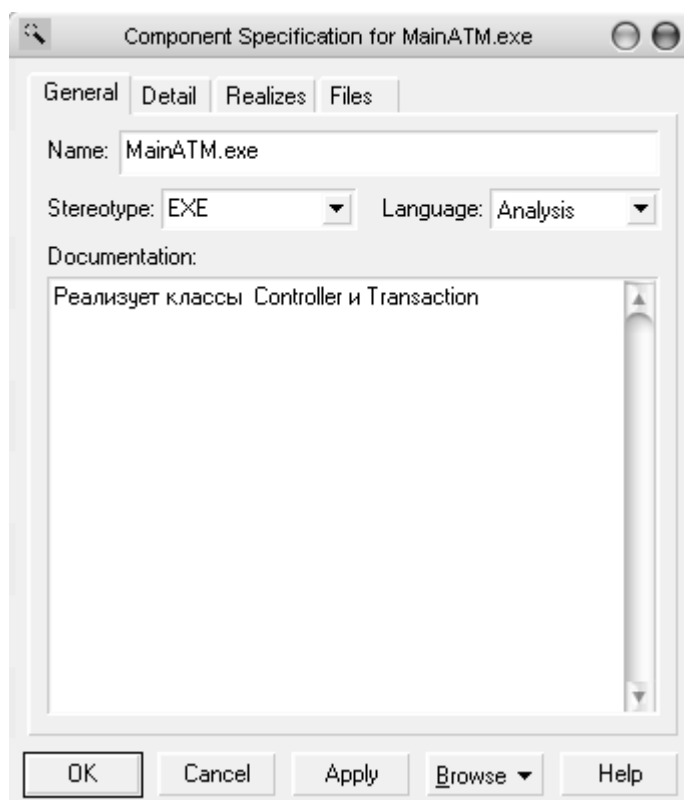 Component Specification for MainATM.exe
General Detail Realizes Files
Name: MainATM.exe
Stereotype: EXE Language: Analysis
Documentation:
Реализует классы Controller и Transaction
OK Cancel Apply Browse Help